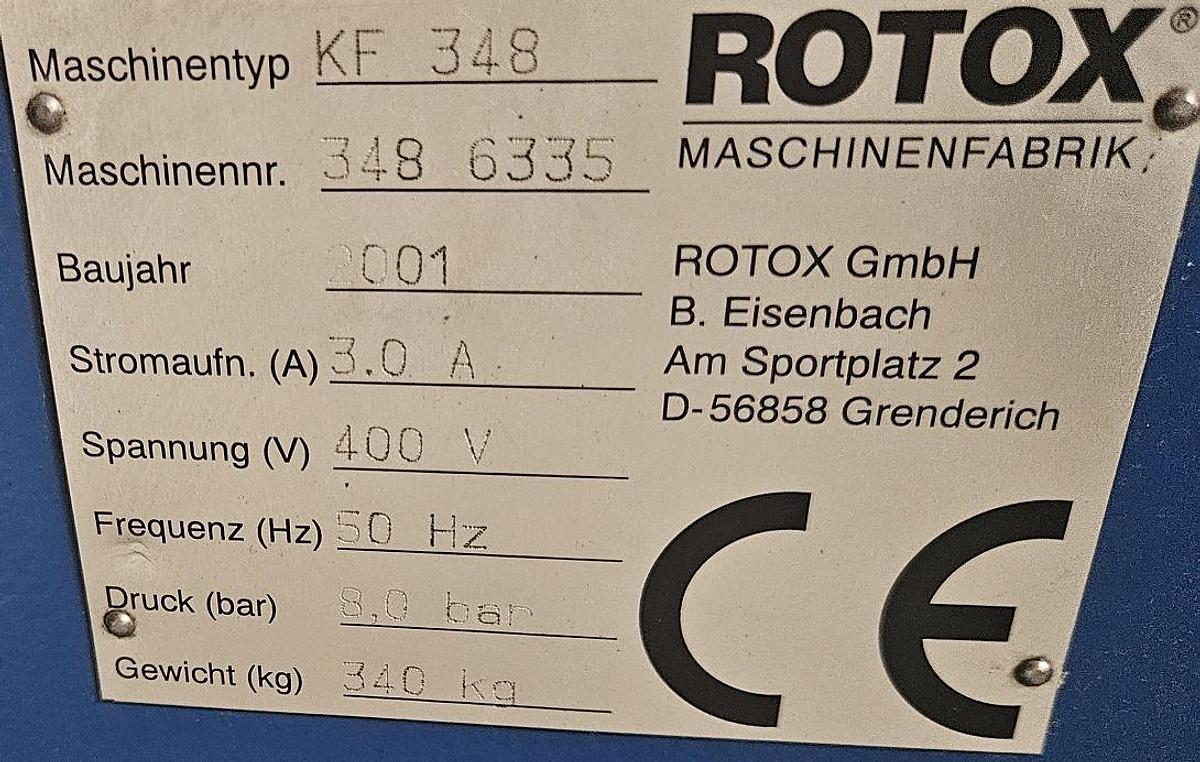 Maschinentyp KF 348
Maschinennr. 348 6335
Baujahr 2001
Stromaufn. (A) 3.0 A
Spannung (V) 400 V
Frequenz (Hz) 50 Hz
Druck (bar) 8,0 bar
Gewicht (kg) 340 kg
ROTOX®
MASCHINENFABRIK
ROTOX GmbH
B. Eisenbach
Am Sportplatz 2
D-56858 Grenderich
CE